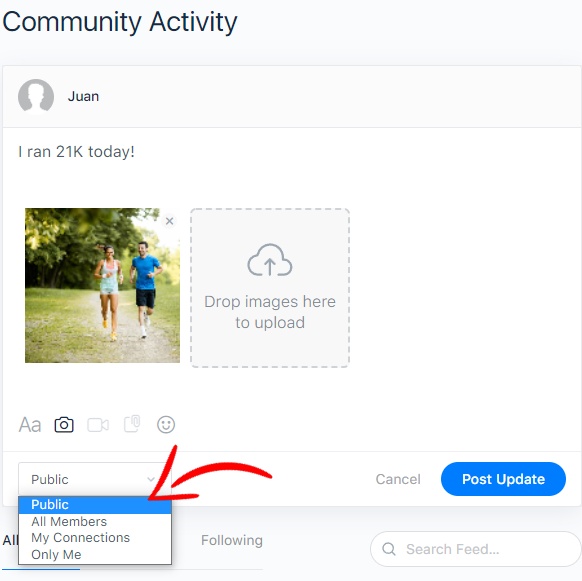 Community Activity
Juan
I ran 21K today!
×
Drop images here
to upload
Aa
Public
Cancel
Post Update
Public
All Members
My Connections
Only Me
All
Following
Search Feed...